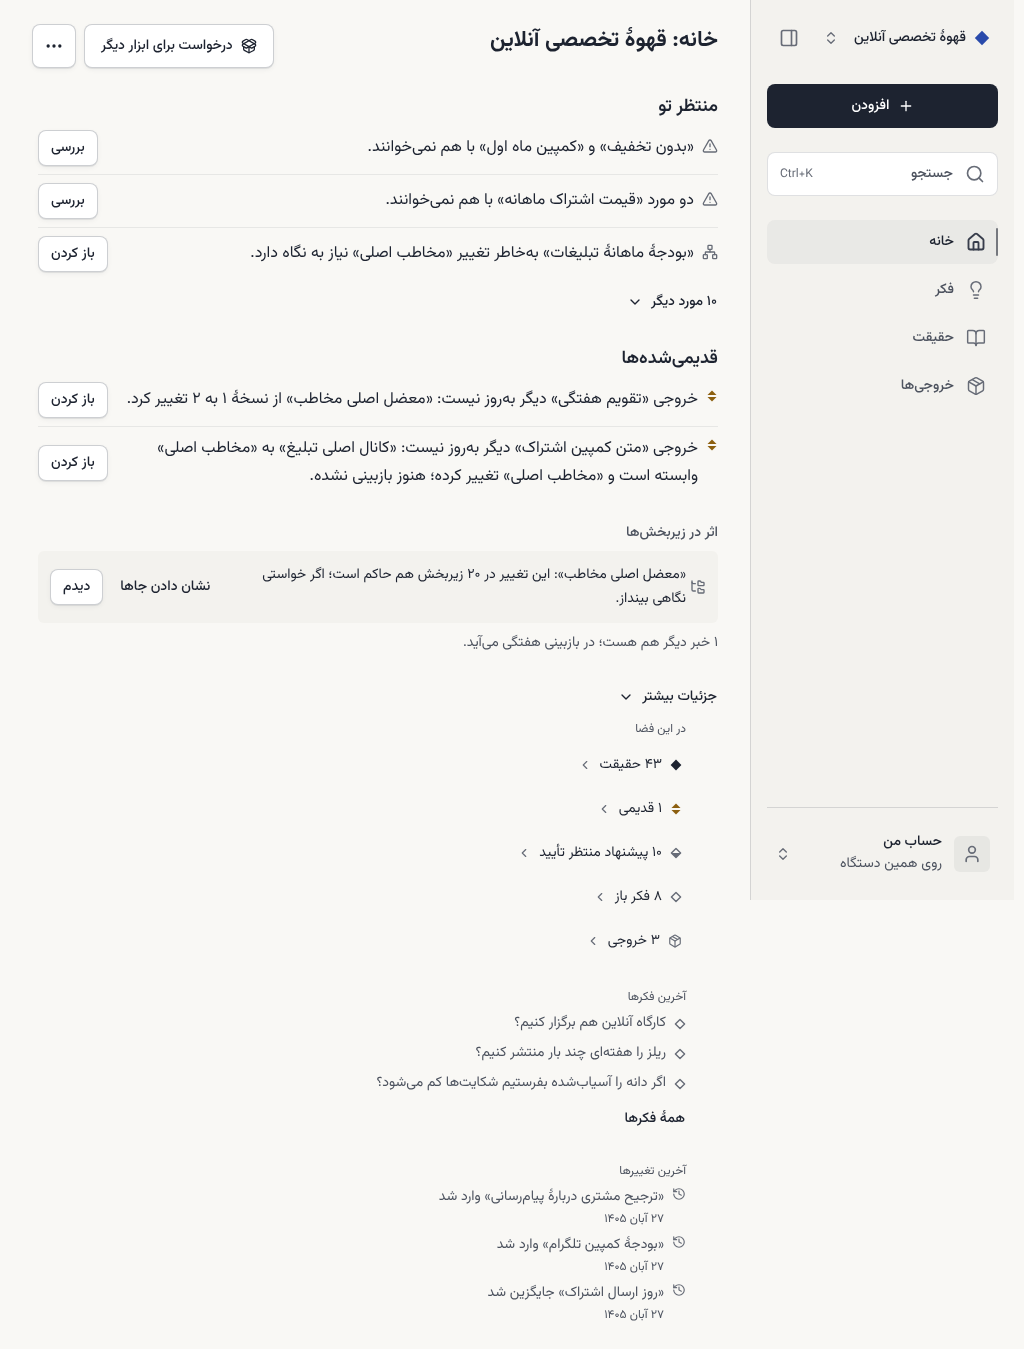 قهوهٔ تخصصی آنلاین
افزودن
جستجو
Ctrl+K
خانه
فکر
حقیقت
خروجی‌ها
حساب من
روی همین دستگاه
خانه: قهوهٔ تخصصی آنلاین
درخواست برای ابزار دیگر
منتظر تو
«بدون تخفیف» و «کمپین ماه اول» با هم نمی‌خوانند.
بررسی
دو مورد «قیمت اشتراک ماهانه» با هم نمی‌خوانند.
بررسی
«بودجهٔ ماهانهٔ تبلیغات» به‌خاطر تغییر «مخاطب اصلی» نیاز به نگاه دارد.
باز کردن
۱۰ مورد دیگر
قدیمی‌شده‌ها
خروجی «تقویم هفتگی» دیگر به‌روز نیست: «معضل اصلی مخاطب» از نسخهٔ ۱ به ۲ تغییر کرد.
باز کردن
خروجی «متن کمپین اشتراک» دیگر به‌روز نیست: «کانال اصلی تبلیغ» به «مخاطب اصلی»
وابسته است و «مخاطب اصلی» تغییر کرده؛ هنوز بازبینی نشده.
باز کردن
اثر در زیربخش‌ها
«معضل اصلی مخاطب»: این تغییر در ۲۰ زیربخش هم حاکم است؛ اگر خواستی
نگاهی بینداز.
نشان دادن جاها
دیدم
۱ خبر دیگر هم هست؛ در بازبینی هفتگی می‌آید.
جزئیات بیشتر
در این فضا
۴۳ حقیقت
۱ قدیمی
۱۰ پیشنهاد منتظر تأیید
۸ فکر باز
۳ خروجی
آخرین فکرها
کارگاه آنلاین هم برگزار کنیم؟
ریلز را هفته‌ای چند بار منتشر کنیم؟
اگر دانه را آسیاب‌شده بفرستیم شکایت‌ها کم می‌شود؟
همهٔ فکرها
آخرین تغییرها
«ترجیح مشتری دربارهٔ پیام‌رسانی» وارد شد
۲۷ آبان ۱۴۰۵
«بودجهٔ کمپین تلگرام» وارد شد
۲۷ آبان ۱۴۰۵
«روز ارسال اشتراک» جایگزین شد
۲۷ آبان ۱۴۰۵